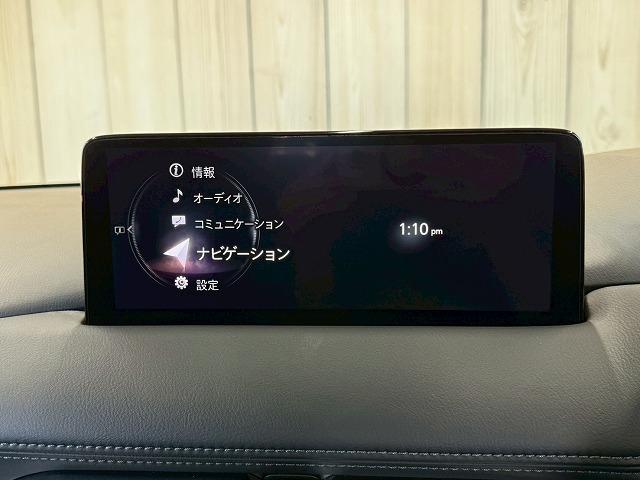 情報
オーディオ
コミュニケーション
ナビゲーション
設定
1:10 pm